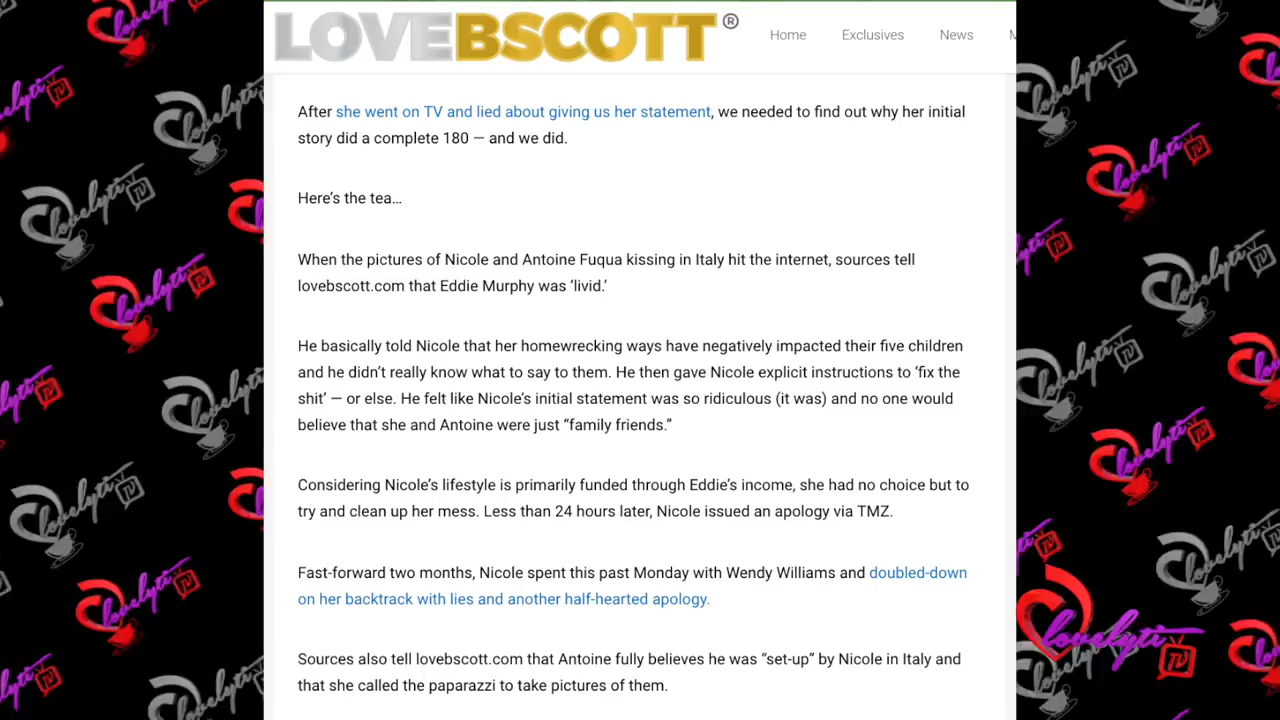 LOVEBSCOTT®
Home Exclusives News M
After she went on TV and lied about giving us her statement, we needed to find out why her initial
story did a complete 180 — and we did.
Here’s the tea…
When the pictures of Nicole and Antoine Fuqua kissing in Italy hit the internet, sources tell
lovebscott.com that Eddie Murphy was ‘livid.’
He basically told Nicole that her homewrecking ways have negatively impacted their five children
and he didn’t really know what to say to them. He then gave Nicole explicit instructions to ‘fix the
shit’ — or else. He felt like Nicole’s initial statement was so ridiculous (it was) and no one would
believe that she and Antoine were just “family friends.”
Considering Nicole’s lifestyle is primarily funded through Eddie’s income, she had no choice but to
try and clean up her mess. Less than 24 hours later, Nicole issued an apology via TMZ.
Fast-forward two months, Nicole spent this past Monday with Wendy Williams and doubled-down
on her backtrack with lies and another half-hearted apology.
Sources also tell lovebscott.com that Antoine fully believes he was “set-up” by Nicole in Italy and
that she called the paparazzi to take pictures of them.
lovelyti TV